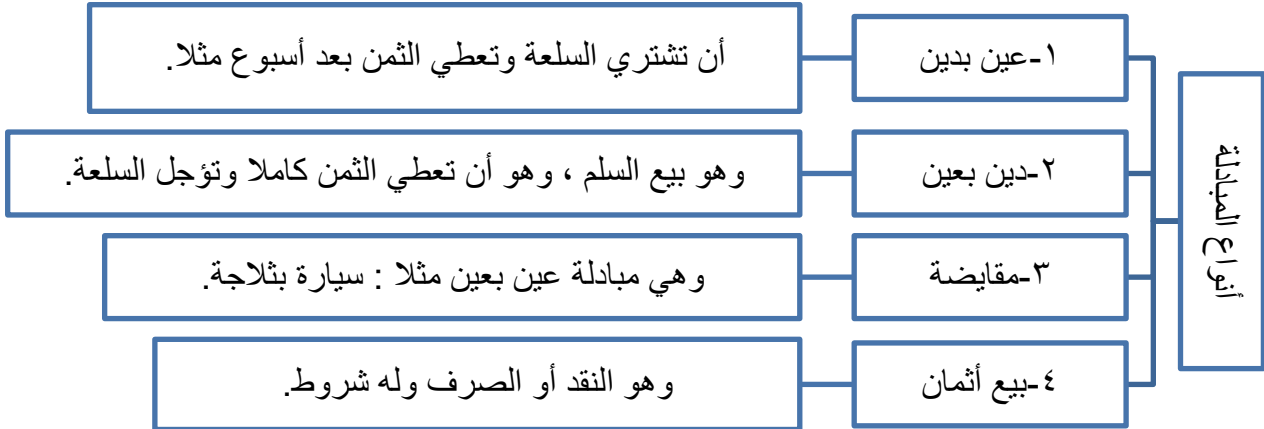 أنواع المبادلة
١-عين بدين
أن تشتري السلعة وتعطي الثمن بعد أسبوع مثلا.
٢-دين بعين
وهو بيع السلم ، وهو أن تعطي الثمن كاملا وتؤجل السلعة.
٣-مقايضة
وهي مبادلة عين بعين مثلا : سيارة بثلاجة.
٤-بيع أثمان
وهو النقد أو الصرف وله شروط.